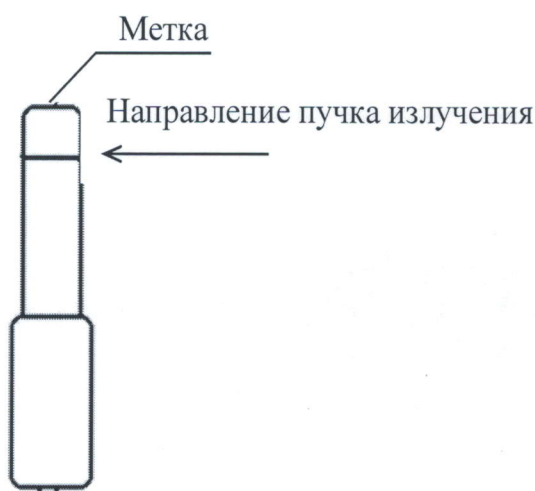 Метка
Направление пучка излучения